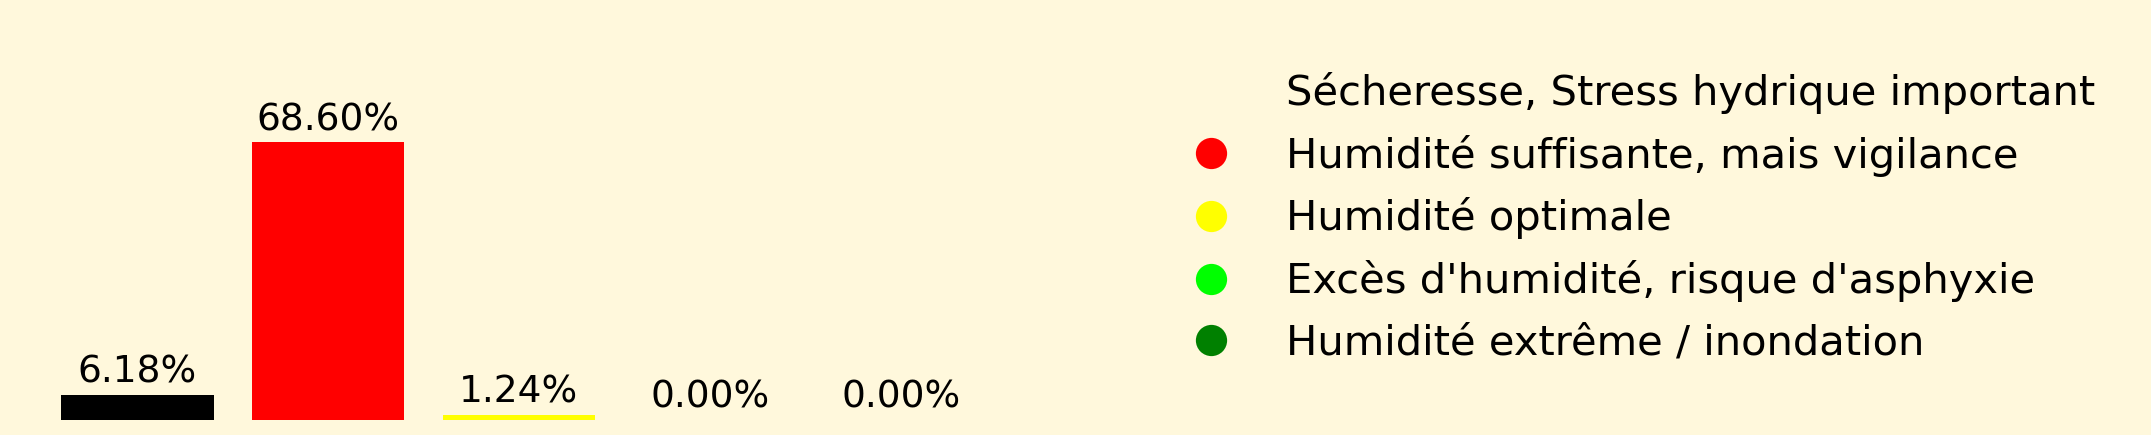 68.60%
6.18%
1.24%
0.00%
0.00%
Sécheresse, Stress hydrique important
Humidité suffisante, mais vigilance
Humidité optimale
Excès d'humidité, risque d'asphyxie
Humidité extrême / inondation